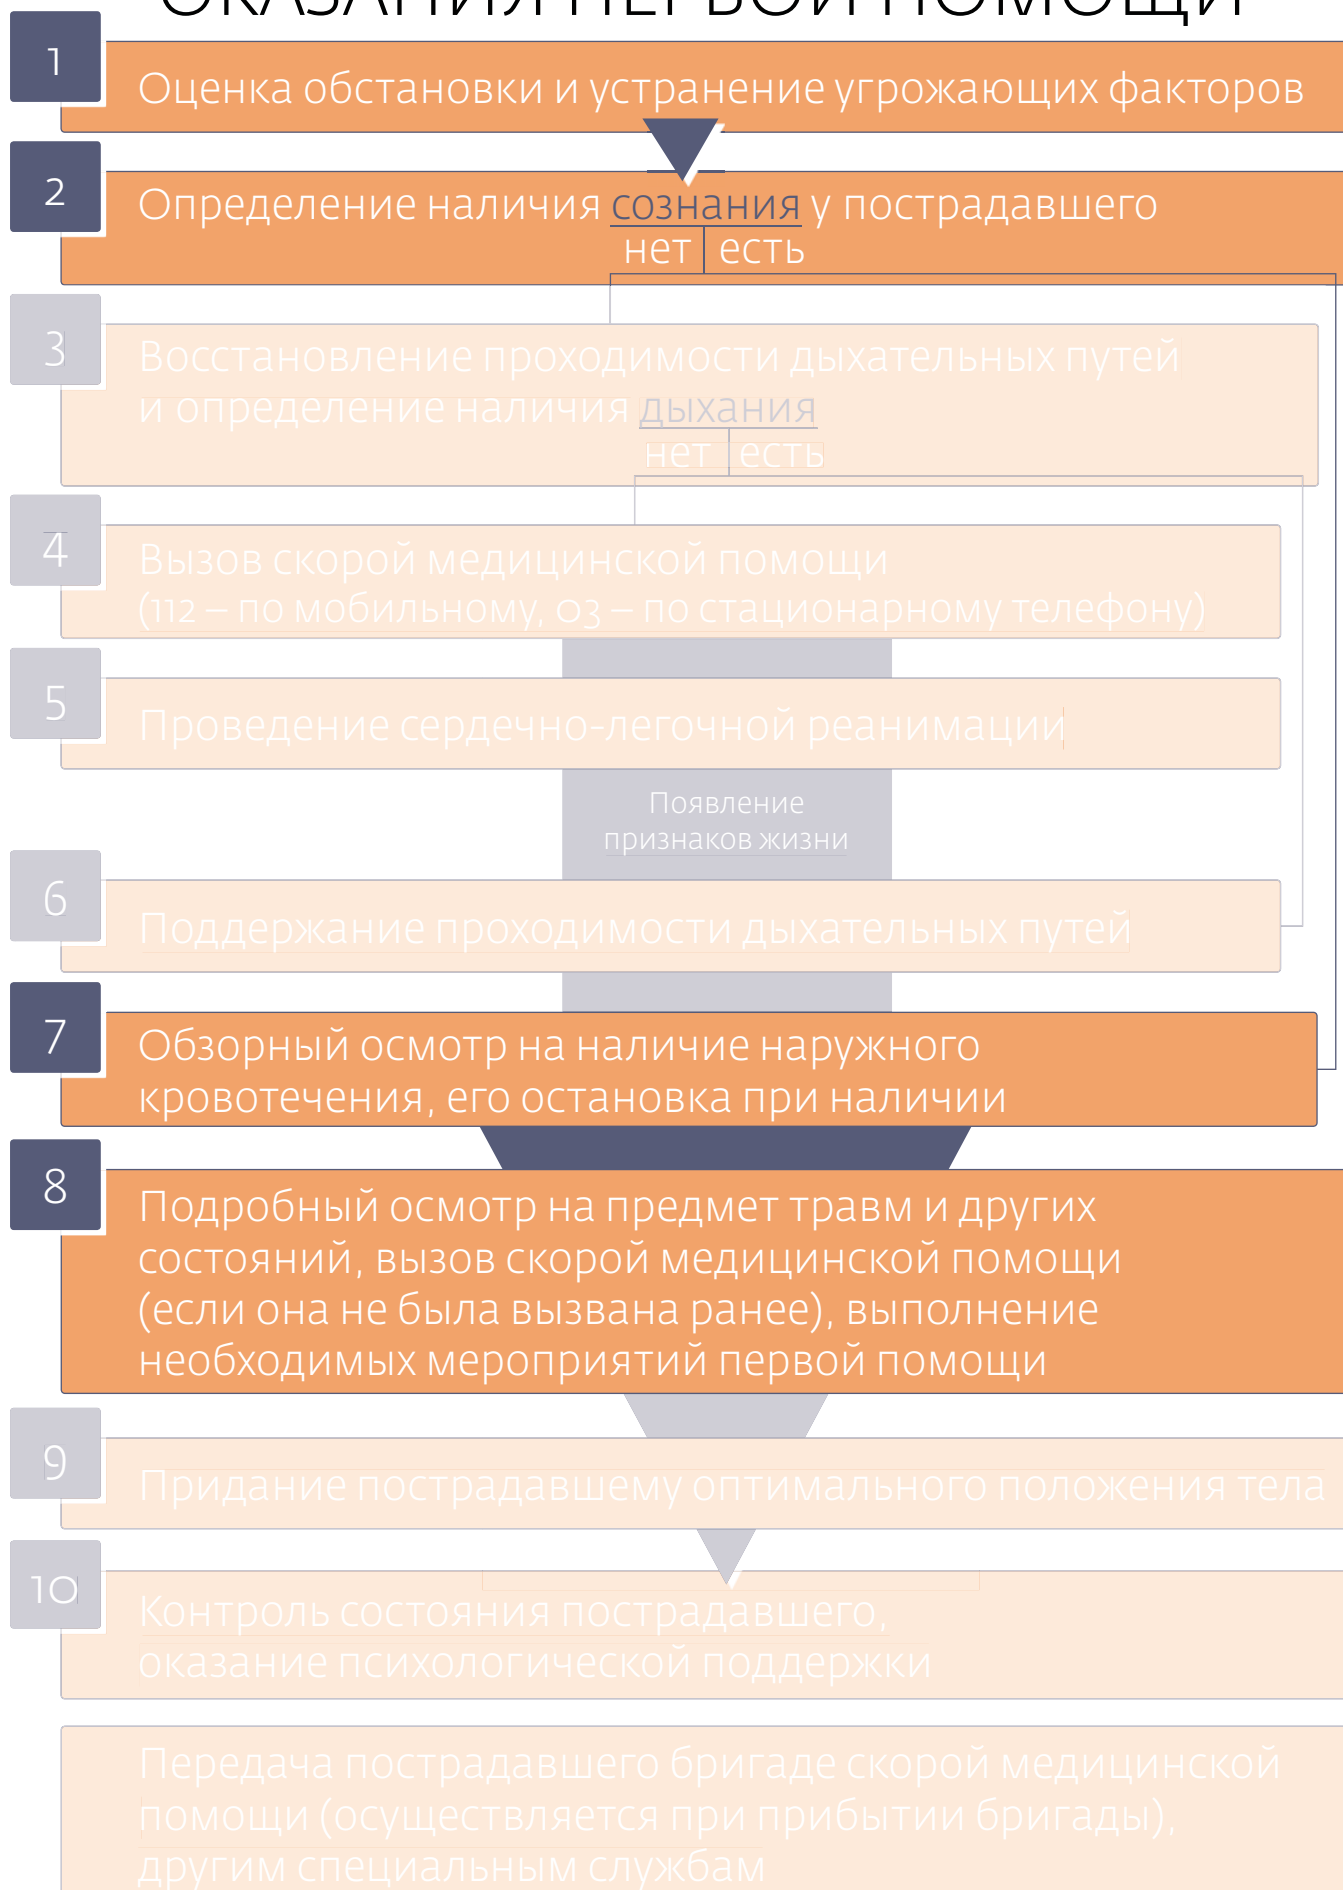 ОКАЗАНИЯ ПЕРВОЙ ПОМОЩИ
1
Оценка обстановки и устранение угрожающих факторов
2
Определение наличия сознания у пострадавшего
нет есть
3
Восстановление проходимости дыхательных путей
и определение наличия дыхания
нет есть
4
Вызов скорой медицинской помощи
(112 – по мобильному, 03 – по стационарному телефону)
5
Проведение сердечно-легочной реанимации
Появление
признаков жизни
6
Поддержание проходимости дыхательных путей
7
Обзорный осмотр на наличие наружного
кровотечения, его остановка при наличии
8
Подробный осмотр на предмет травм и других
состояний, вызов скорой медицинской помощи
(если она не была вызвана ранее), выполнение
необходимых мероприятий первой помощи
9
Придание пострадавшему оптимального положения тела
10
Контроль состояния пострадавшего,
оказание психологической поддержки
Передача пострадавшего бригаде скорой медицинской
помощи (осуществляется при прибытии бригады),
другим специальным службам